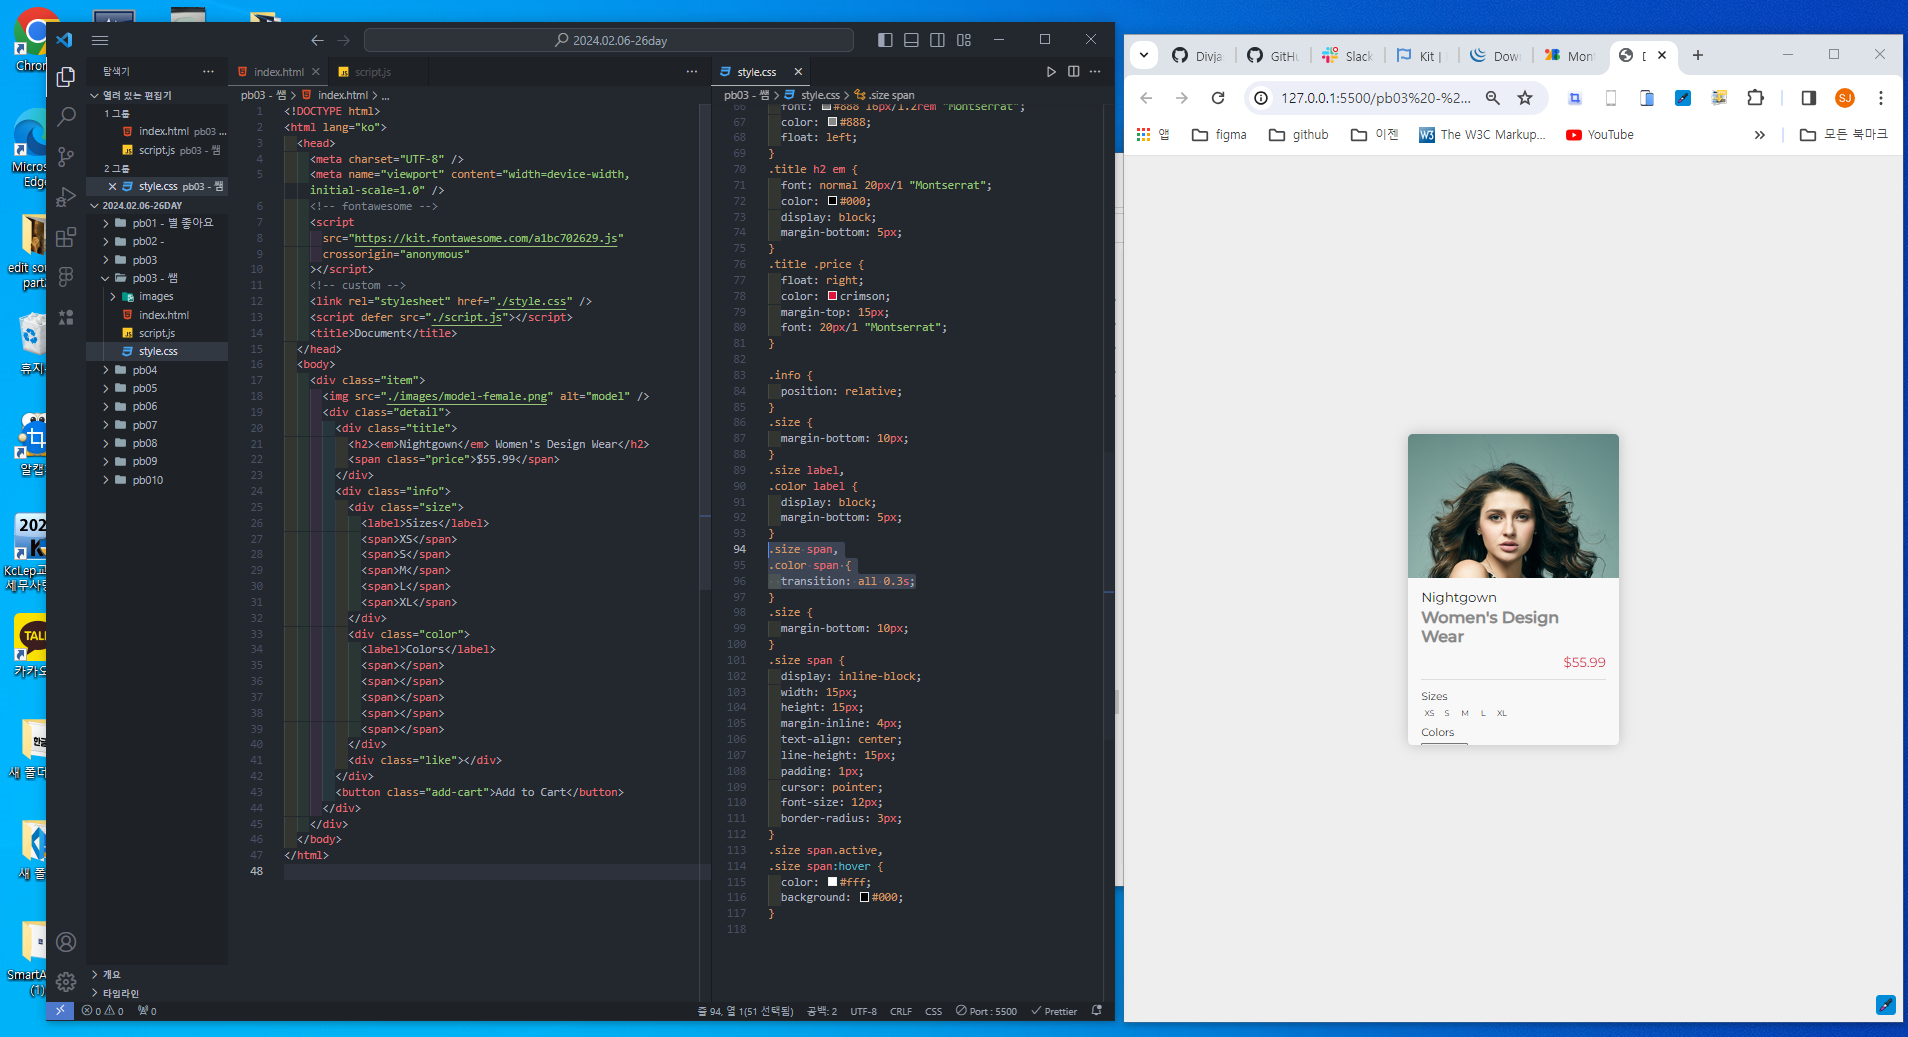 Chrom
Micros
Edge
edit sou
part
휴지
알캡
202
KcLep교
세무사랑
TALK
카카오
한글
새 폴더
새 폴
SmartA
(1)
2024.02.06-26day
탐색기
열려 있는 편집기
1 그룹
index.html pb03 ...
script.js pb03 - 쌤
2 그룹
style.css pb03 - 쌤
2024.02.06-26DAY
pb01 - 별 좋아요
pb02 -
pb03
pb03 - 쌤
images
index.html
script.js
style.css
pb04
pb05
pb06
pb07
pb08
pb09
pb010
개요
타임라인
index.html
script.js
pb03 - 쌤 > index.html > ...
1 <!DOCTYPE html>
2 <html lang="ko">
3 <head>
4 <meta charset="UTF-8" />
5 <meta name="viewport" content="width=device-width,
initial-scale=1.0" />
6 <!-- fontawesome -->
7 <script
8 src="https://kit.fontawesome.com/a1bc702629.js"
9 crossorigin="anonymous"
10 ></script>
11 <!-- custom -->
12 <link rel="stylesheet" href="./style.css" />
13 <script defer src="./script.js"></script>
14 <title>Document</title>
15 </head>
16 <body>
17 <div class="item">
18 <img src="./images/model-female.png" alt="model" />
19 <div class="detail">
20 <div class="title">
21 <h2><em>Nightgown</em> Women's Design Wear</h2>
22 <span class="price">$55.99</span>
23 </div>
24 <div class="info">
25 <div class="size">
26 <label>Sizes</label>
27 <span>XS</span>
28 <span>S</span>
29 <span>M</span>
30 <span>L</span>
31 <span>XL</span>
32 </div>
33 <div class="color">
34 <label>Colors</label>
35 <span></span>
36 <span></span>
37 <span></span>
38 <span></span>
39 <span></span>
40 </div>
41 <div class="like"></div>
42 </div>
43 <button class="add-cart">Add to Cart</button>
44 </div>
45 </div>
46 </body>
47 </html>
48
style.css
pb03 - 쌤 > style.css > .size span
66 font: #888 16px/1.2rem "Montserrat";
67 color: #888;
68 float: left;
69 }
70 .title h2 em {
71 font: normal 20px/1 "Montserrat";
72 color: #000;
73 display: block;
74 margin-bottom: 5px;
75 }
76 .title .price {
77 float: right;
78 color: crimson;
79 margin-top: 15px;
80 font: 20px/1 "Montserrat";
81 }
82
83 .info {
84 position: relative;
85 }
86 .size {
87 margin-bottom: 10px;
88 }
89 .size label,
90 .color label {
91 display: block;
92 margin-bottom: 5px;
93 }
94 .size span,
95 .color span {
96 transition: all 0.3s;
97 }
98 .size {
99 margin-bottom: 10px;
100 }
101 .size span {
102 display: inline-block;
103 width: 15px;
104 height: 15px;
105 margin-inline: 4px;
106 text-align: center;
107 line-height: 15px;
108 padding: 1px;
109 cursor: pointer;
110 font-size: 12px;
111 border-radius: 3px;
112 }
113 .size span.active,
114 .size span:hover {
115 color: #fff;
116 background: #000;
117 }
118
0 0 0
줄 94, 열 1(51 선택됨) 공백: 2 UTF-8 CRLF CSS Port : 5500 Prettier
Divja GitHu Slack Kit | Dow Mon D
127.0.0.1:5500/pb03%20-%2...
SJ
앱 figma github 이젠 The W3C Markup... YouTube » 모든 북마크
Nightgown
Women's Design
Wear
$55.99
Sizes
XS S M L XL
Colors